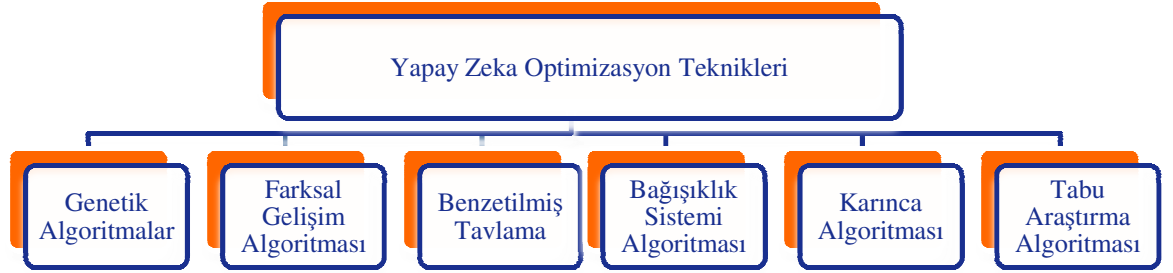 Yapay Zeka Optimizasyon Teknikleri
Genetik
Algoritmalar
Farksal
Gelişim
Algoritması
Benzetilmiş
Tavlama
Bağışıklık
Sistemi
Algoritması
Karınca
Algoritması
Tabu
Araştırma
Algoritması